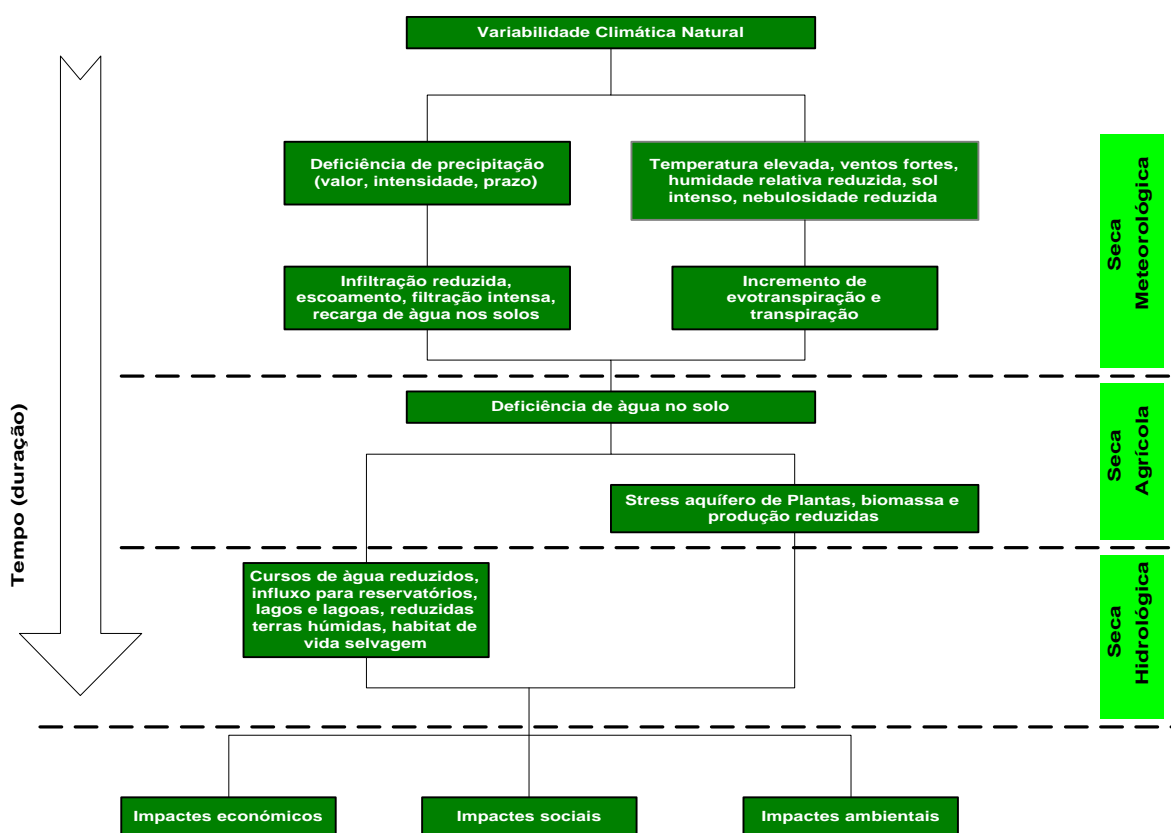 Variabilidade Climática Natural
Deficiência de precipitação
(valor, intensidade, prazo)
Temperatura elevada, ventos fortes,
humidade relativa reduzida, sol
intenso, nebulosidade reduzida
Seca
Meteorológica
Infiltração reduzida,
escoamento, filtração intensa,
recarga de àgua nos solos
Incremento de
evotranspiração e
transpiração
Deficiência de àgua no solo
Seca
Agrícola
Stress aquífero de Plantas, biomassa e
produção reduzidas
Tempo (duração)
Cursos de àgua reduzidos,
influxo para reservatórios,
lagos e lagoas, reduzidas
terras húmidas, habitat de
vida selvagem
Seca
Hidrológica
Impactes económicos
Impactes sociais
Impactes ambientais